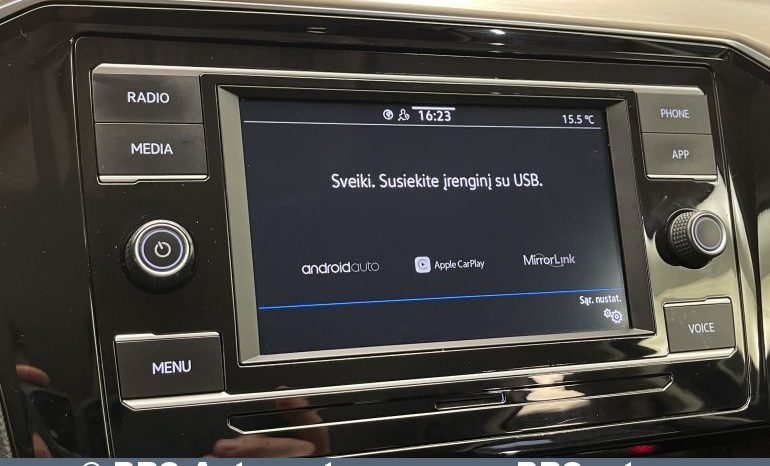 RADIO
MEDIA
MENU
PHONE
APP
VOICE
16:23
15.5 °C
Sveiki. Susiekite įrenginį su USB.
androidauto
Apple CarPlay
MirrorLink
Sąr. nustat.